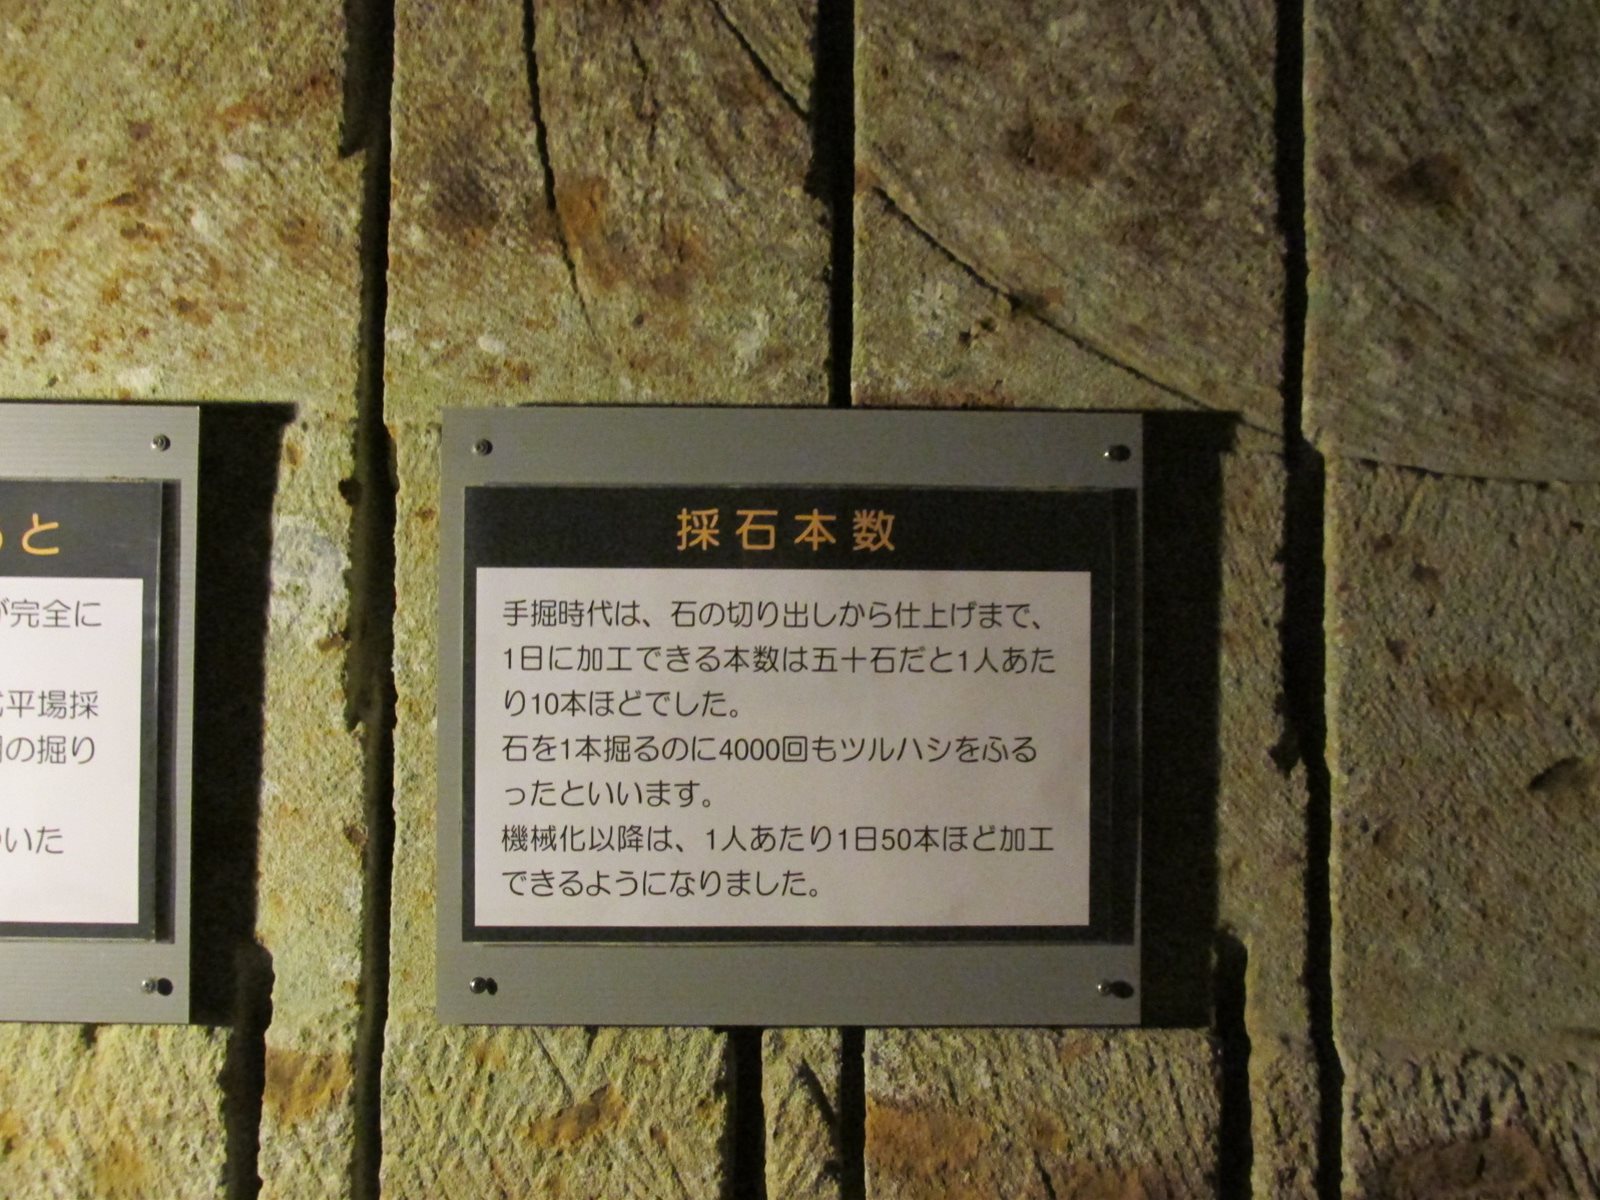 と
完全に
平場採
の掘り
いた
採石本数
手掘時代は、石の切り出しから仕上げまで、
1日に加工できる本数は五十石だと1人あた
り10本ほどでした。
石を1本掘るのに4000回もツルハシをふる
ったといいます。
機械化以降は、1人あたり1日50本ほど加工
できるようになりました。